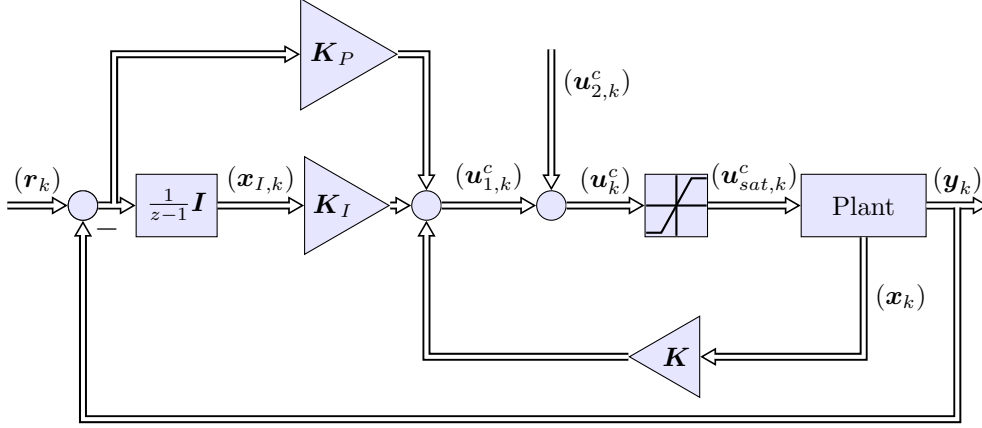 K_P
(u^c_{2,k})
(r_k)
(x_{I,k})
(u^c_{1,k})
(u^c_k)
(u^c_{sat,k})
(y_k)
1/(z−1) I
K_I
Plant
−
(x_k)
K